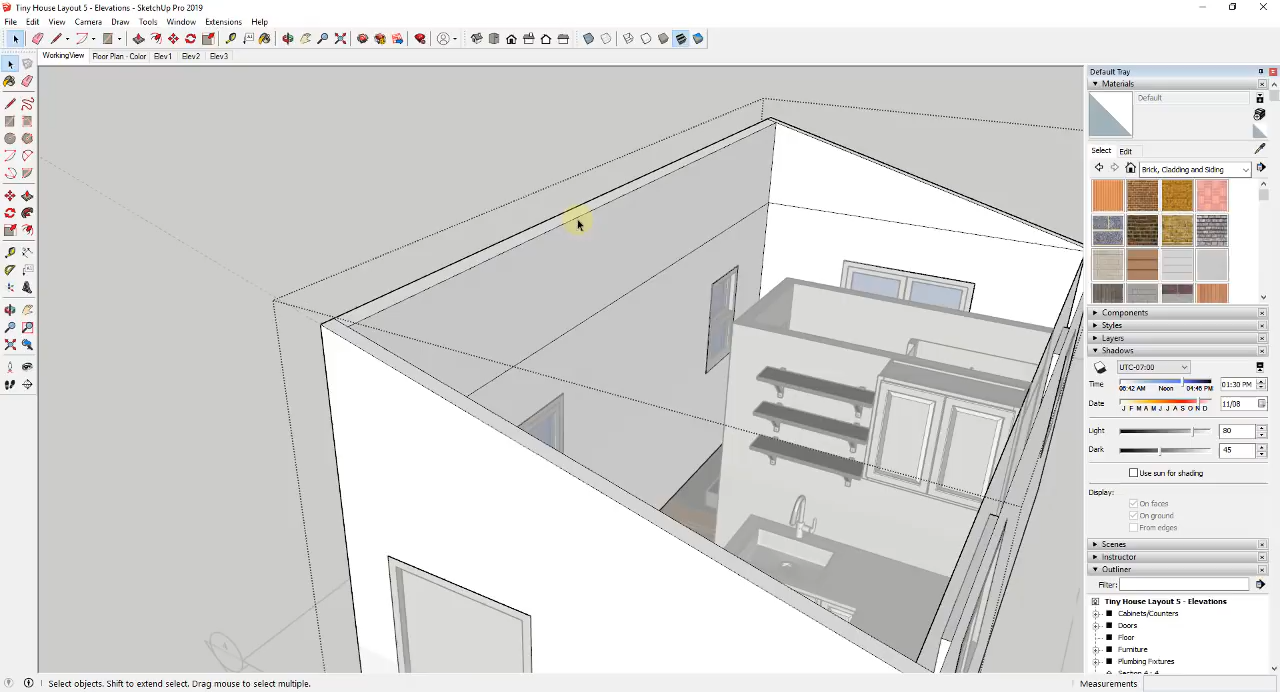 Tiny House Layout 5 - Elevations - SketchUp Pro 2019
File Edit View Camera Draw Tools Window Extensions Help
WorkingView Floor Plan - Color Elev1 Elev2 Elev3
Default Tray
Materials
Default
Select Edit
Brick, Cladding and Siding
Components
Styles
Layers
Shadows
UTC-07:00
Time 06:42 AM Noon 04:46 PM 01:30 PM
Date J F M A M J J A S O N D 11/08
Light 80
Dark 45
Use sun for shading
Display:
On faces
On ground
From edges
Scenes
Instructor
Outliner
Filter:
Tiny House Layout 5 - Elevations
Cabinets/Counters
Doors
Floor
Furniture
Plumbing Fixtures
Select objects. Shift to extend select. Drag mouse to select multiple.
Measurements